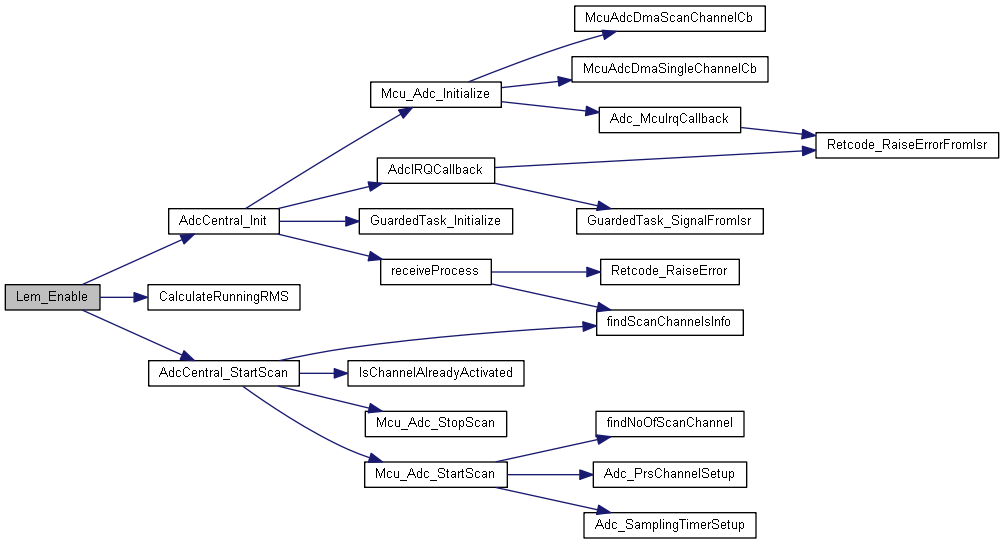 McuAdcDmaScanChannelCb
McuAdcDmaSingleChannelCb
Mcu_Adc_Initialize
Adc_McuIrqCallback
Retcode_RaiseErrorFromIsr
AdcIRQCallback
AdcCentral_Init
GuardedTask_Initialize
GuardedTask_SignalFromIsr
receiveProcess
Retcode_RaiseError
Lem_Enable
CalculateRunningRMS
findScanChannelsInfo
AdcCentral_StartScan
IsChannelAlreadyActivated
Mcu_Adc_StopScan
findNoOfScanChannel
Mcu_Adc_StartScan
Adc_PrsChannelSetup
Adc_SamplingTimerSetup